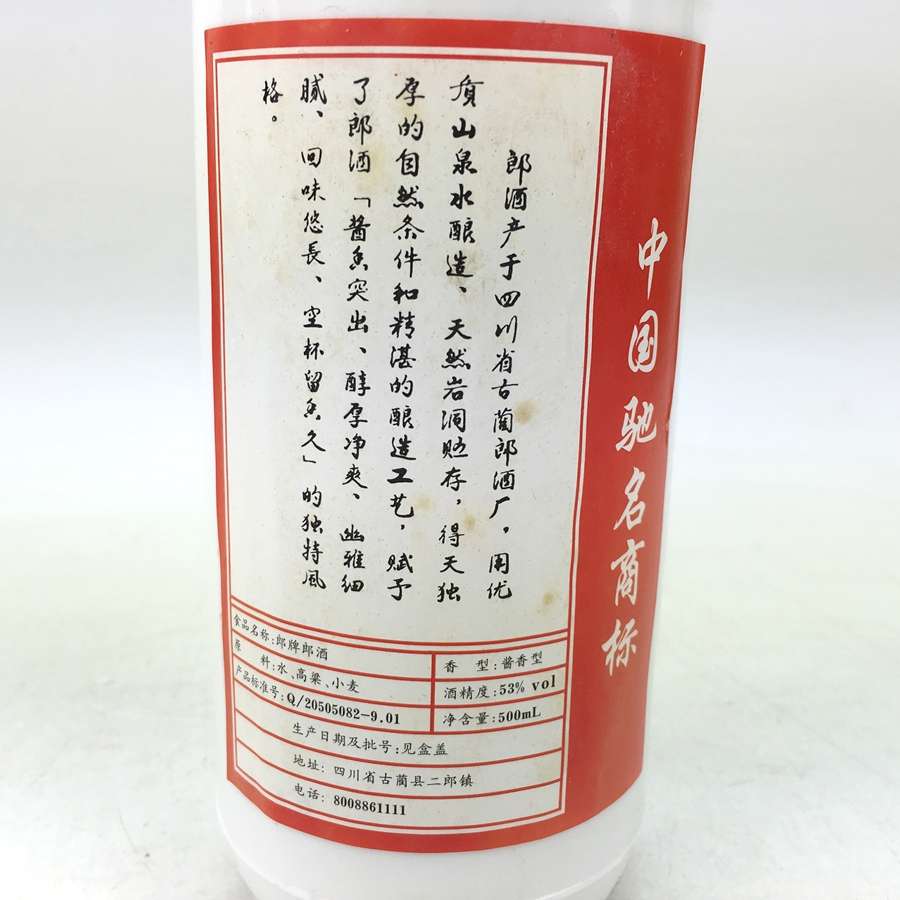 中国驰名商标
郎酒产于四川省古蔺郎酒厂，用优
质山泉水酿造、天然岩洞贮存，得天独
厚的自然条件和精湛的酿造工艺，赋予
了郎酒「酱香突出、醇厚净爽、幽雅细
腻、回味悠長、空杯留香久」的独特风
格。
食品名称:郎牌郎酒
原 料:水、高粱、小麦
香 型:酱香型
产品标准号:Q/20505082-9.01
酒精度:53% vol
净含量:500mL
生产日期及批号:见盒盖
地址: 四川省古蔺县二郎镇
电话: 8008861111